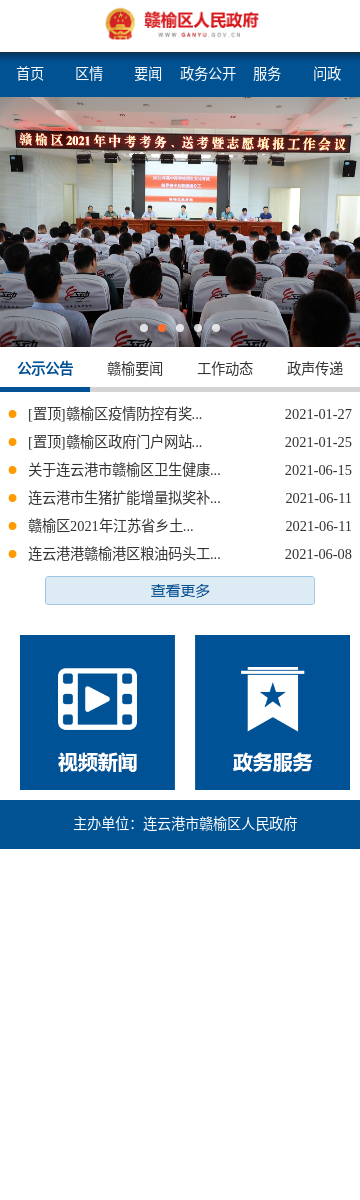 赣榆区人民政府
WWW.GANYU.GOV.CN
首页 区情 要闻 政务公开 服务 问政
赣榆区2021年中考考务、送考暨志愿填报工作会议
公示公告 赣榆要闻 工作动态 政声传递
[置顶]赣榆区疫情防控有奖... 2021-01-27
[置顶]赣榆区政府门户网站... 2021-01-25
关于连云港市赣榆区卫生健康... 2021-06-15
连云港市生猪扩能增量拟奖补... 2021-06-11
赣榆区2021年江苏省乡土... 2021-06-11
连云港港赣榆港区粮油码头工... 2021-06-08
查看更多
视频新闻 政务服务
主办单位：连云港市赣榆区人民政府